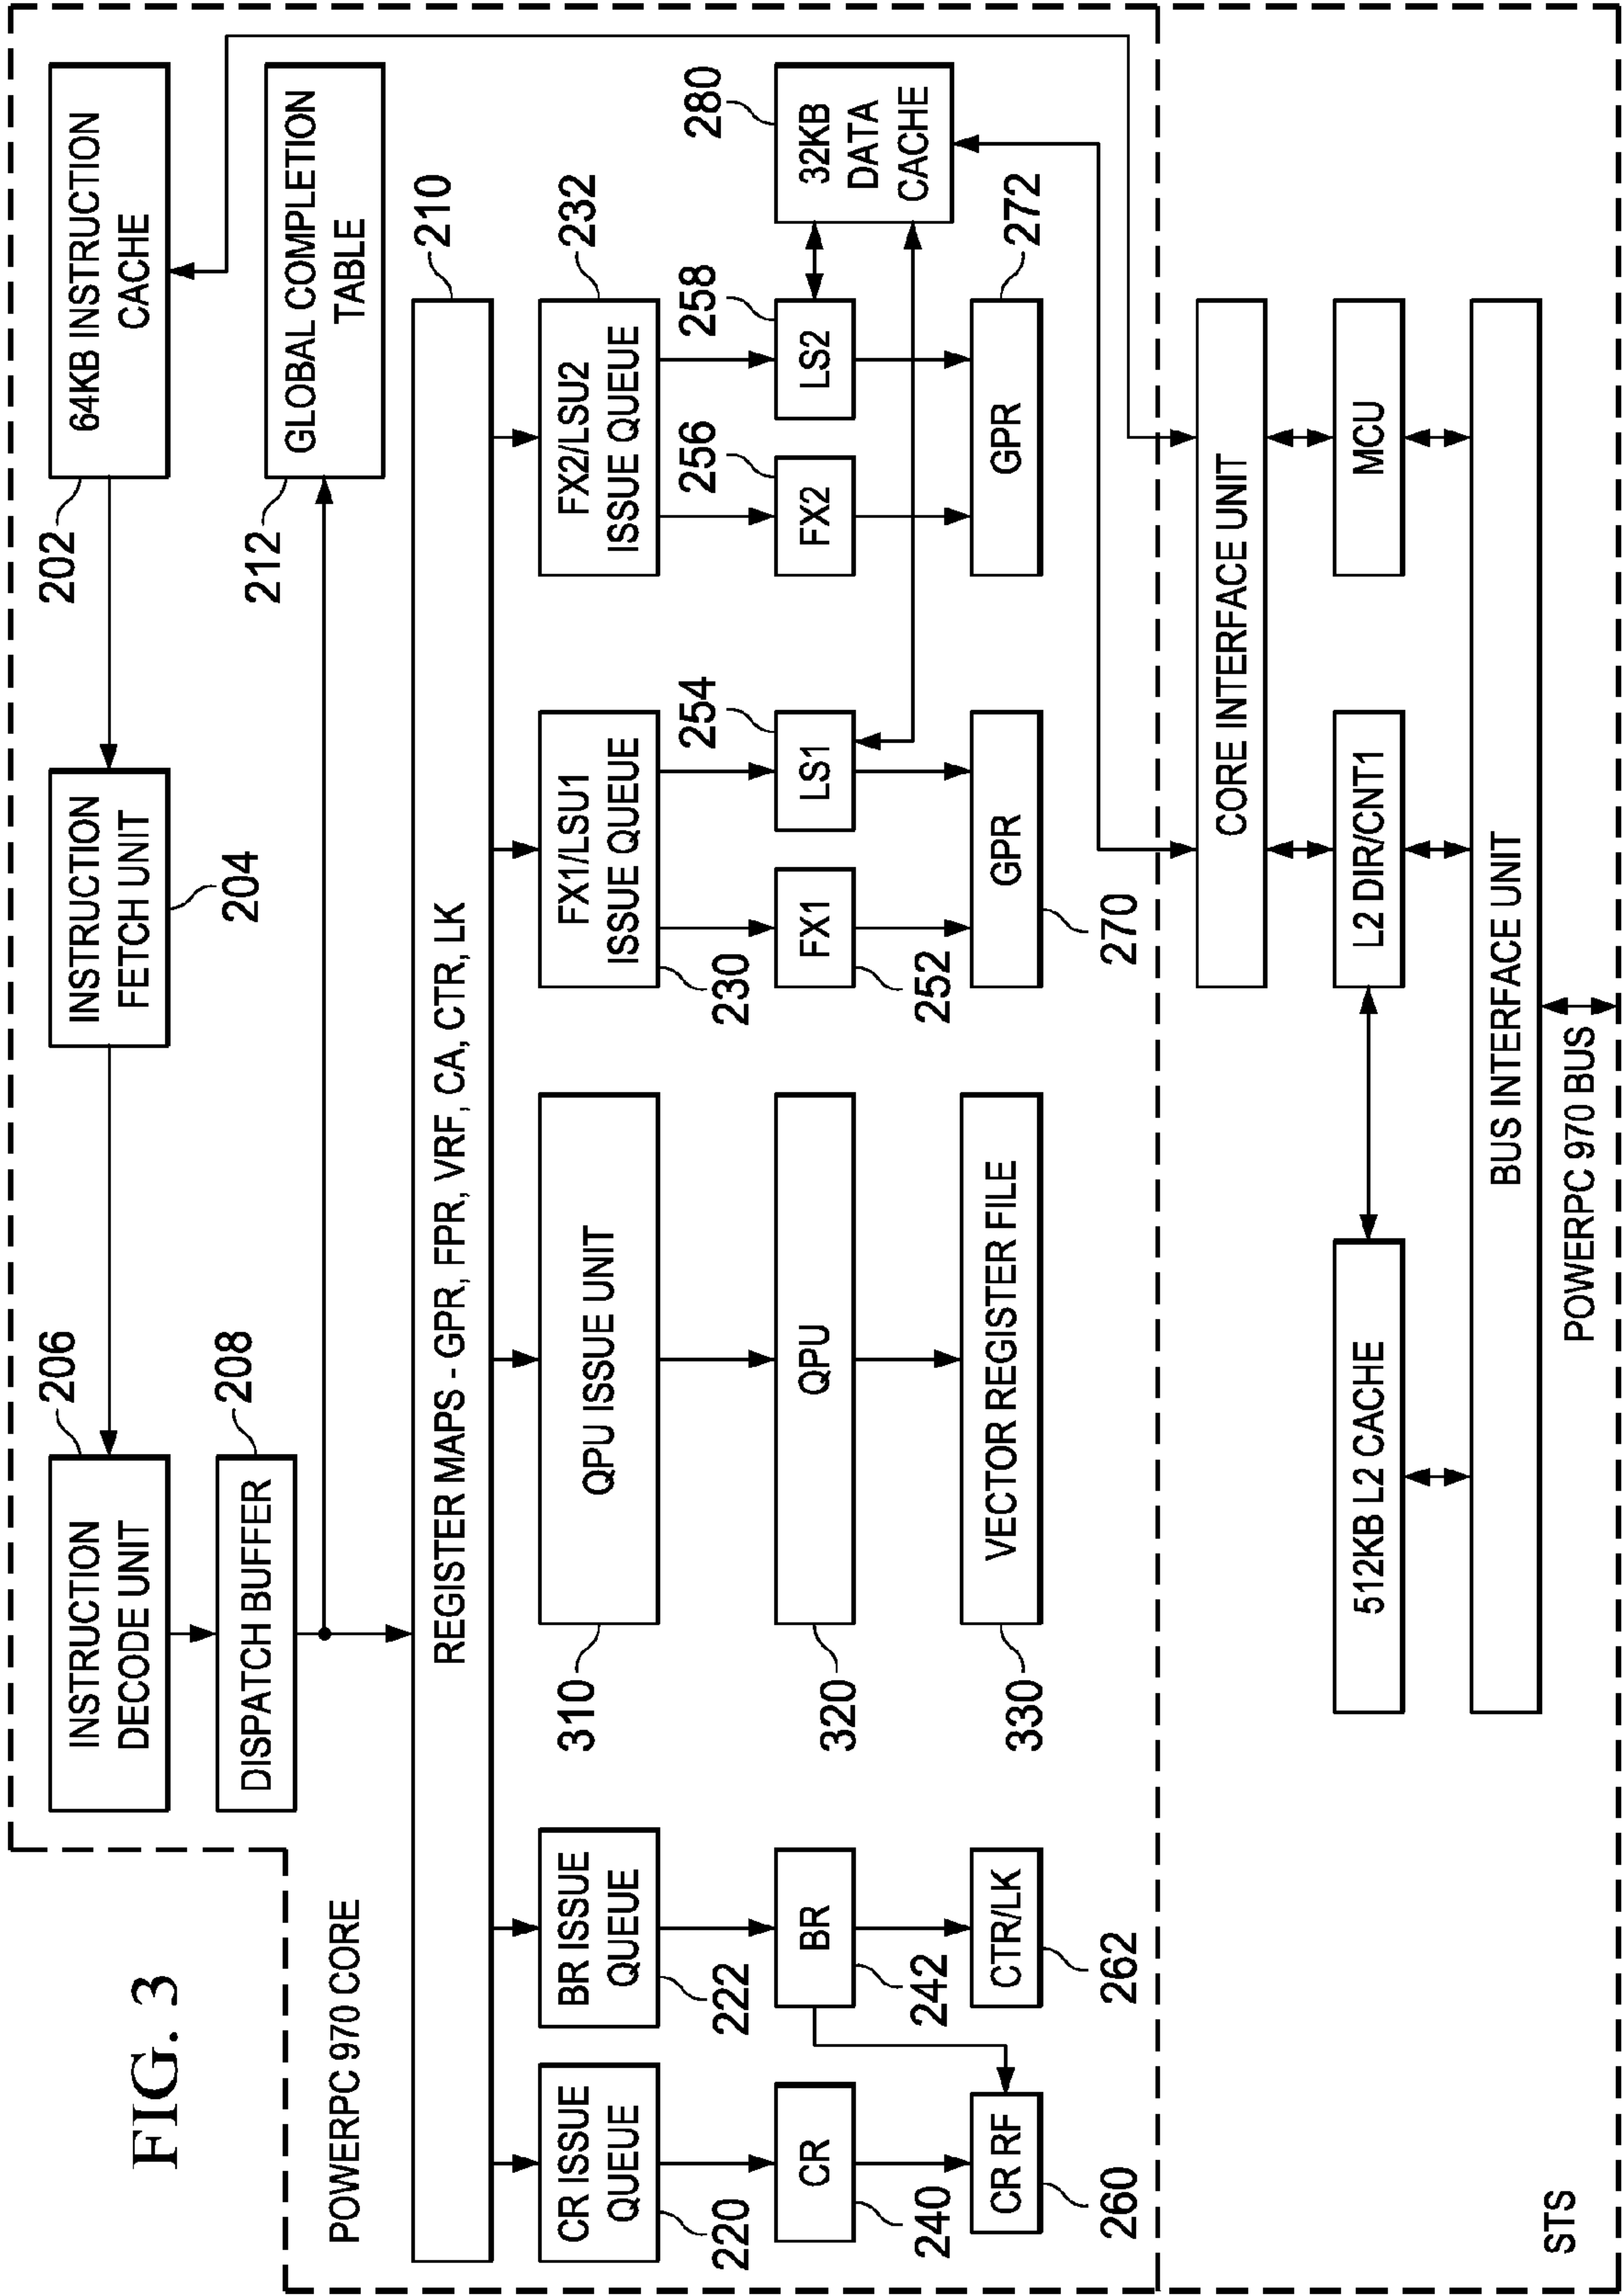 FIG. 3
POWERPC 970 CORE
INSTRUCTION
DECODE UNIT
206
INSTRUCTION
FETCH UNIT
204
64KB INSTRUCTION
CACHE
202
DISPATCH BUFFER
208
GLOBAL COMPLETION
TABLE
212
REGISTER MAPS - GPR, FPR, VRF, CA, CTR, LK
210
CR ISSUE
QUEUE
220
BR ISSUE
QUEUE
222
QPU ISSUE UNIT
310
FX1/LSU1
ISSUE QUEUE
230
FX2/LSU2
ISSUE QUEUE
232
CR
240
BR
242
QPU
320
FX1
252
LS1
254
FX2
256
LS2
258
32KB
DATA
CACHE
280
CR RF
260
CTR/LK
262
VECTOR REGISTER FILE
330
GPR
270
GPR
272
CORE INTERFACE UNIT
512KB L2 CACHE
L2 DIR/CNT1
MCU
BUS INTERFACE UNIT
POWERPC 970 BUS
STS